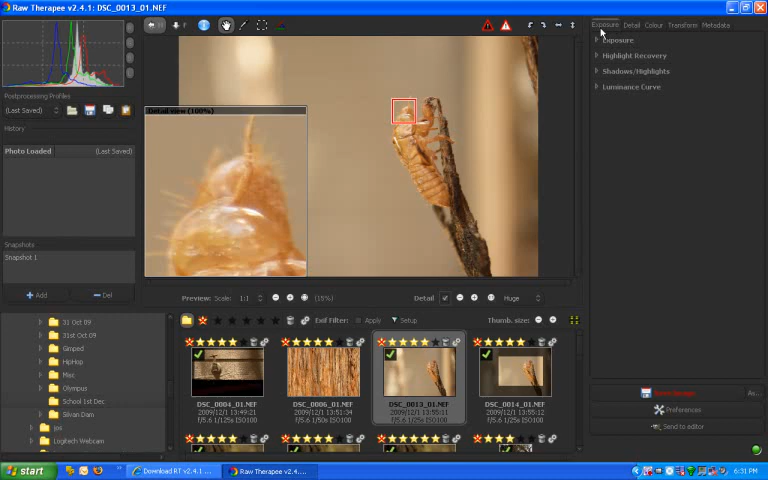 Raw Therapee v2.4.1: DSC_0013_01.NEF
Exposure Detail Colour Transform Metadata
Exposure
Highlight Recovery
Shadows/Highlights
Luminance Curve
Postprocessing Profiles
(Last Saved)
History
Photo Loaded (Last Saved)
Snapshots
Snapshot 1
Add Del
Detail view (100%)
Preview: Scale: 1:1 (15%) Detail Huge
Exif Filter: Apply Setup Thumb. size:
31 Oct 09
31st Oct 09
Gimped
HipHop
Misc
Olympus
School 1st Dec
Silvan Dam
Logitech Webcam
DSC_0004_01.NEF
2009/12/1 13:49:21
f/5.6 1/25s ISO100
DSC_0006_01.NEF
2009/12/1 13:51:34
f/5.6 1/50s ISO100
DSC_0013_01.NEF
2009/12/1 13:55:11
f/5.6 1/25s ISO100
DSC_0014_01.NEF
2009/12/1 13:55:12
f/5.6 1/25s ISO100
As...
Preferences
Send to editor
start
Download RT v2.4.1 ...
Raw Therapee v2.4....
6:31 PM